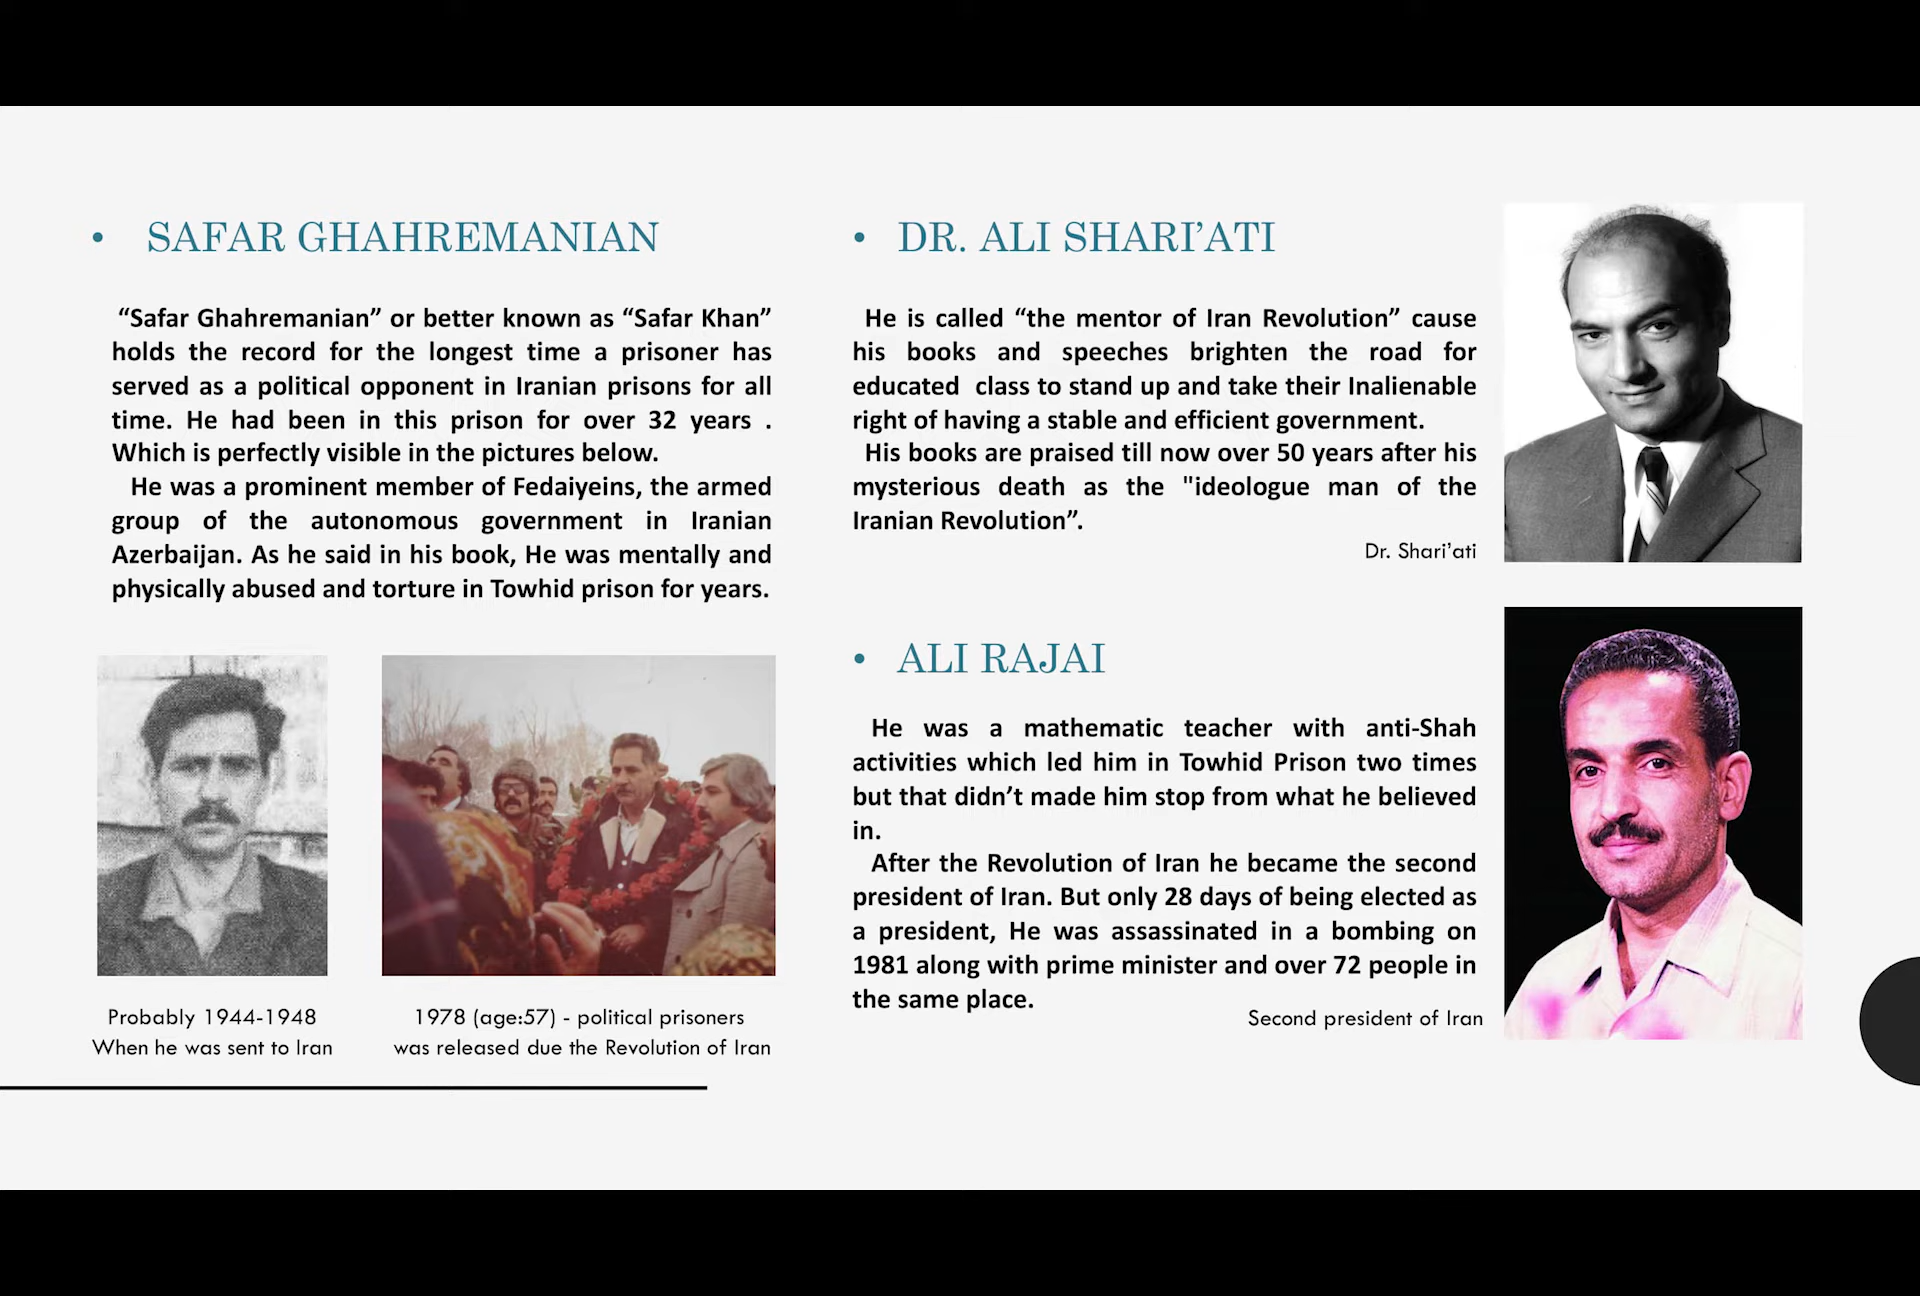 • SAFAR GHAHREMANIAN
“Safar Ghahremanian” or better known as “Safar Khan”
holds the record for the longest time a prisoner has
served as a political opponent in Iranian prisons for all
time. He had been in this prison for over 32 years .
Which is perfectly visible in the pictures below.
He was a prominent member of Fedaiyeins, the armed
group of the autonomous government in Iranian
Azerbaijan. As he said in his book, He was mentally and
physically abused and torture in Towhid prison for years.
Probably 1944-1948
When he was sent to Iran
1978 (age:57) - political prisoners
was released due the Revolution of Iran
• DR. ALI SHARI’ATI
He is called “the mentor of Iran Revolution” cause
his books and speeches brighten the road for
educated class to stand up and take their Inalienable
right of having a stable and efficient government.
His books are praised till now over 50 years after his
mysterious death as the "ideologue man of the
Iranian Revolution”.
Dr. Shari’ati
• ALI RAJAI
He was a mathematic teacher with anti-Shah
activities which led him in Towhid Prison two times
but that didn’t made him stop from what he believed
in.
After the Revolution of Iran he became the second
president of Iran. But only 28 days of being elected as
a president, He was assassinated in a bombing on
1981 along with prime minister and over 72 people in
the same place.
Second president of Iran